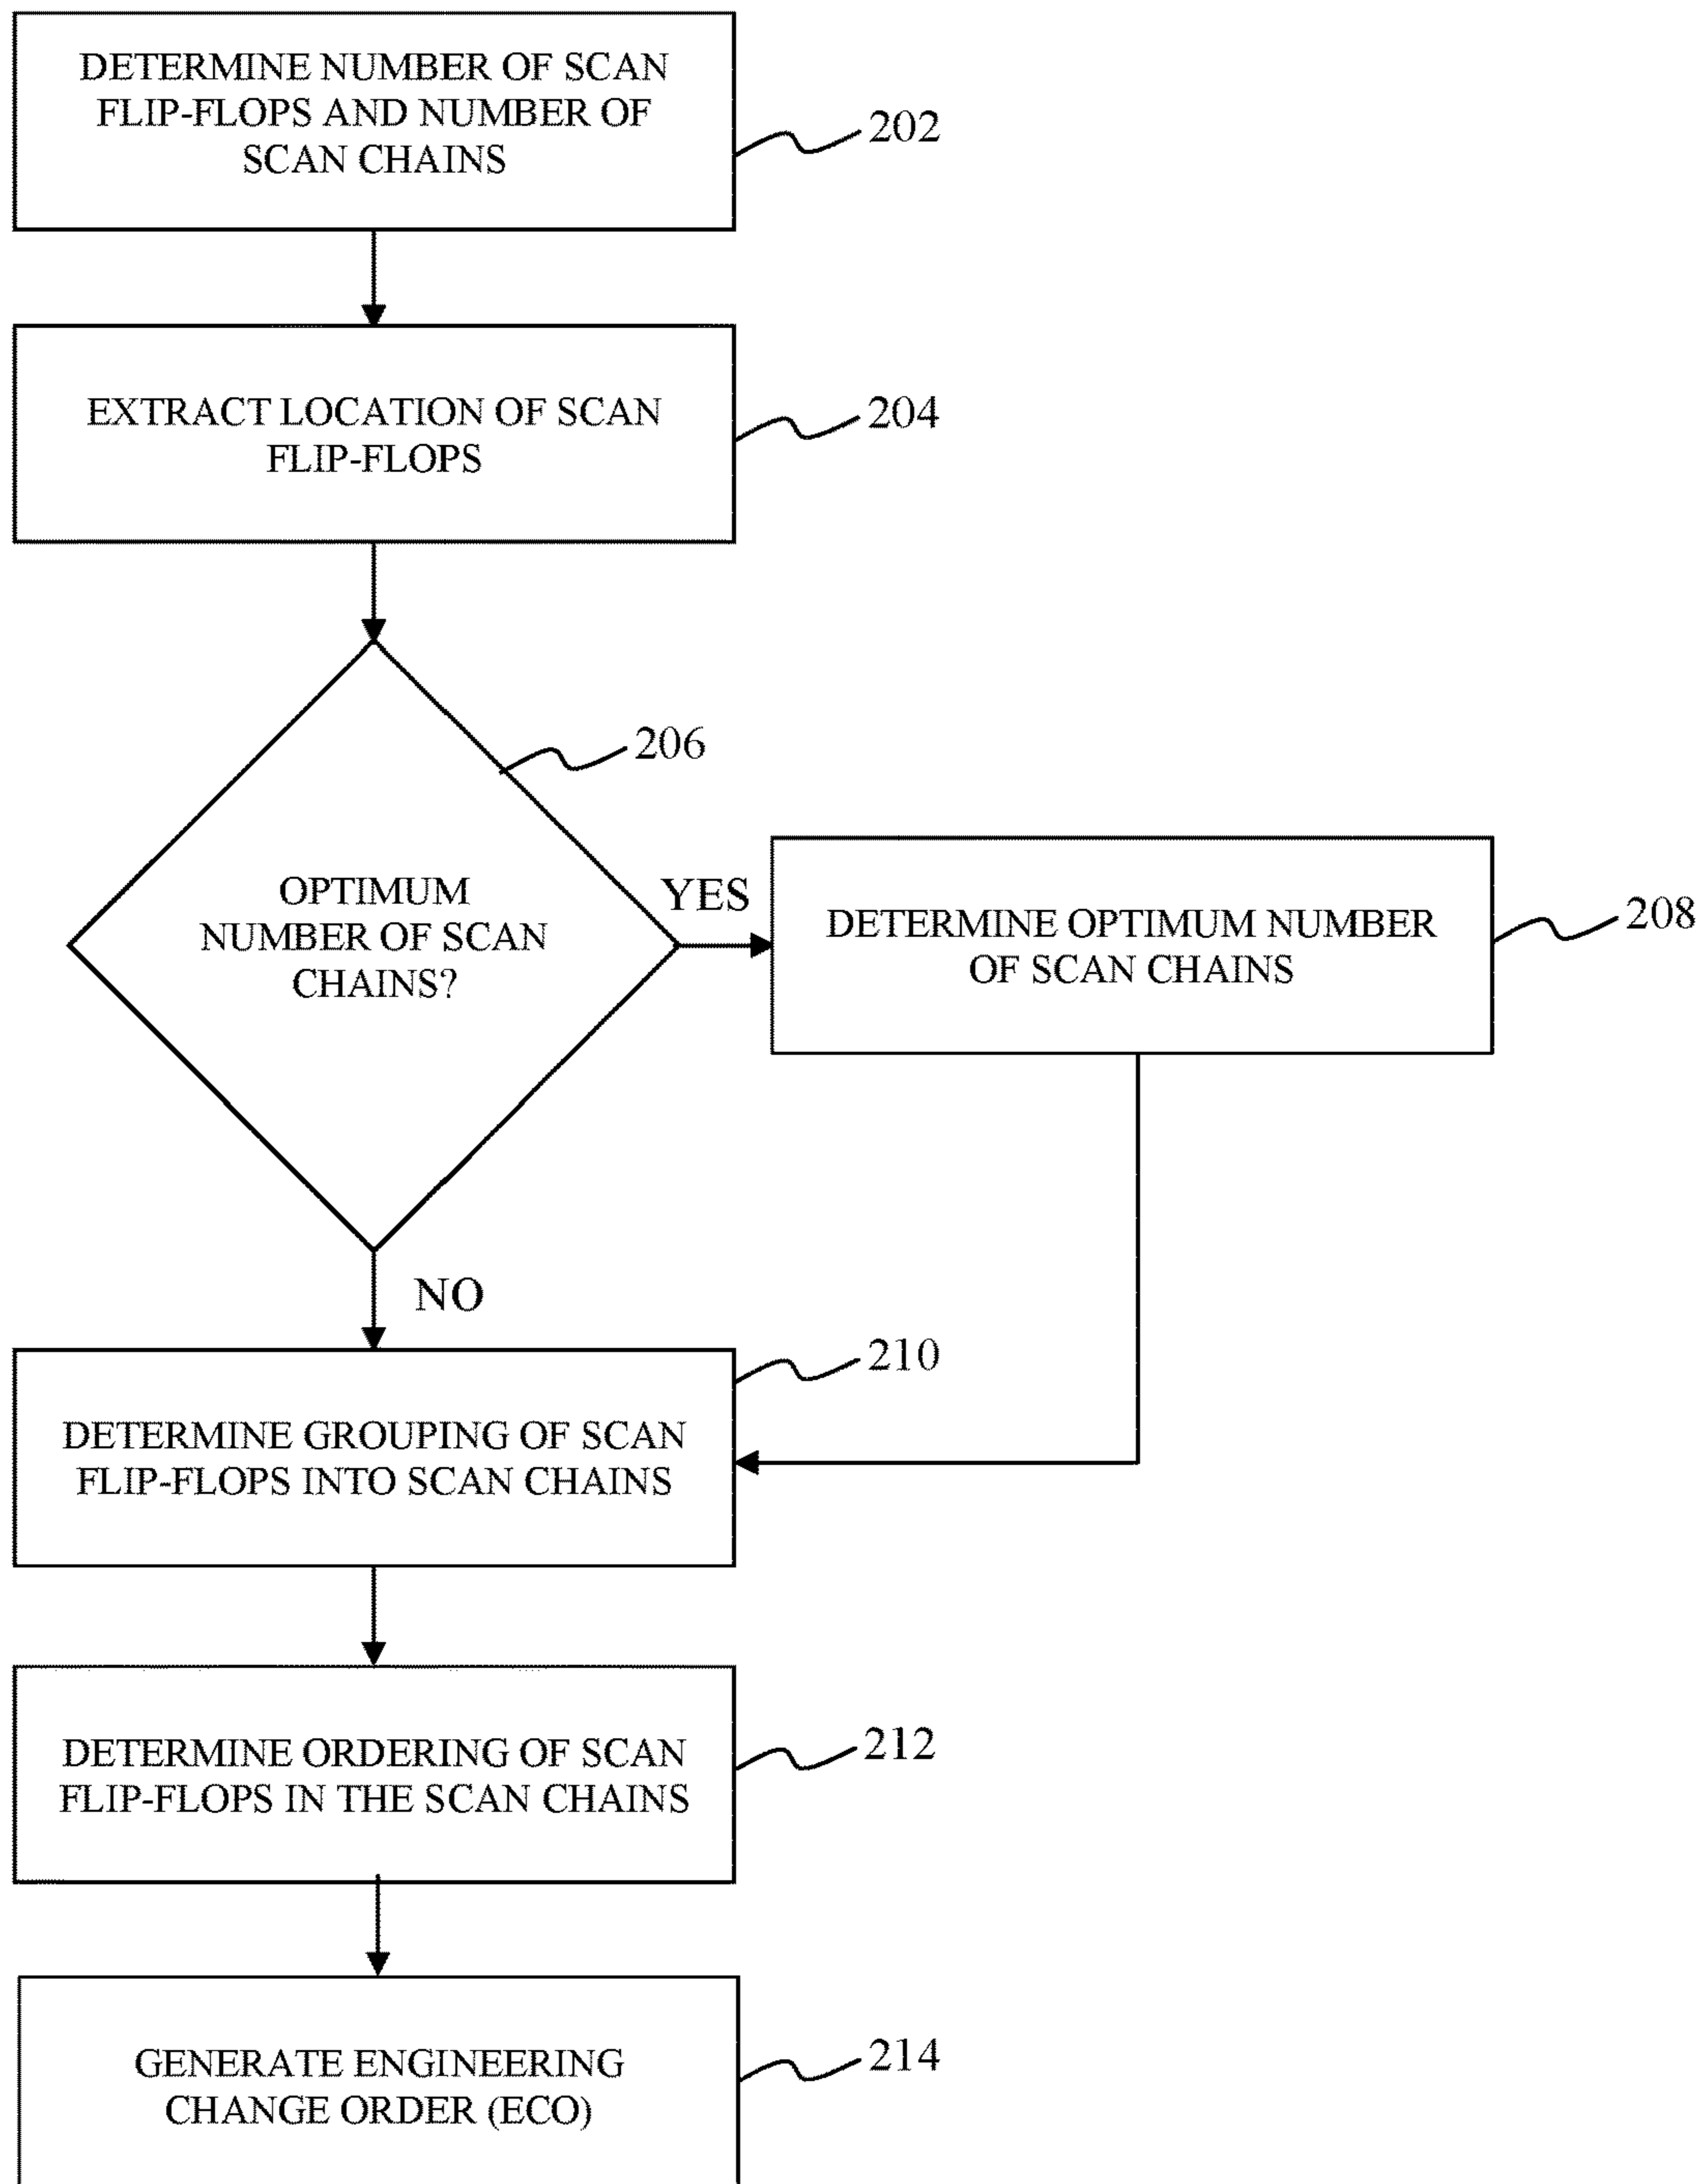 DETERMINE NUMBER OF SCAN
FLIP-FLOPS AND NUMBER OF
SCAN CHAINS
202
EXTRACT LOCATION OF SCAN
FLIP-FLOPS
204
206
OPTIMUM
NUMBER OF SCAN
CHAINS?
YES
DETERMINE OPTIMUM NUMBER
OF SCAN CHAINS
208
NO
210
DETERMINE GROUPING OF SCAN
FLIP-FLOPS INTO SCAN CHAINS
212
DETERMINE ORDERING OF SCAN
FLIP-FLOPS IN THE SCAN CHAINS
214
GENERATE ENGINEERING
CHANGE ORDER (ECO)